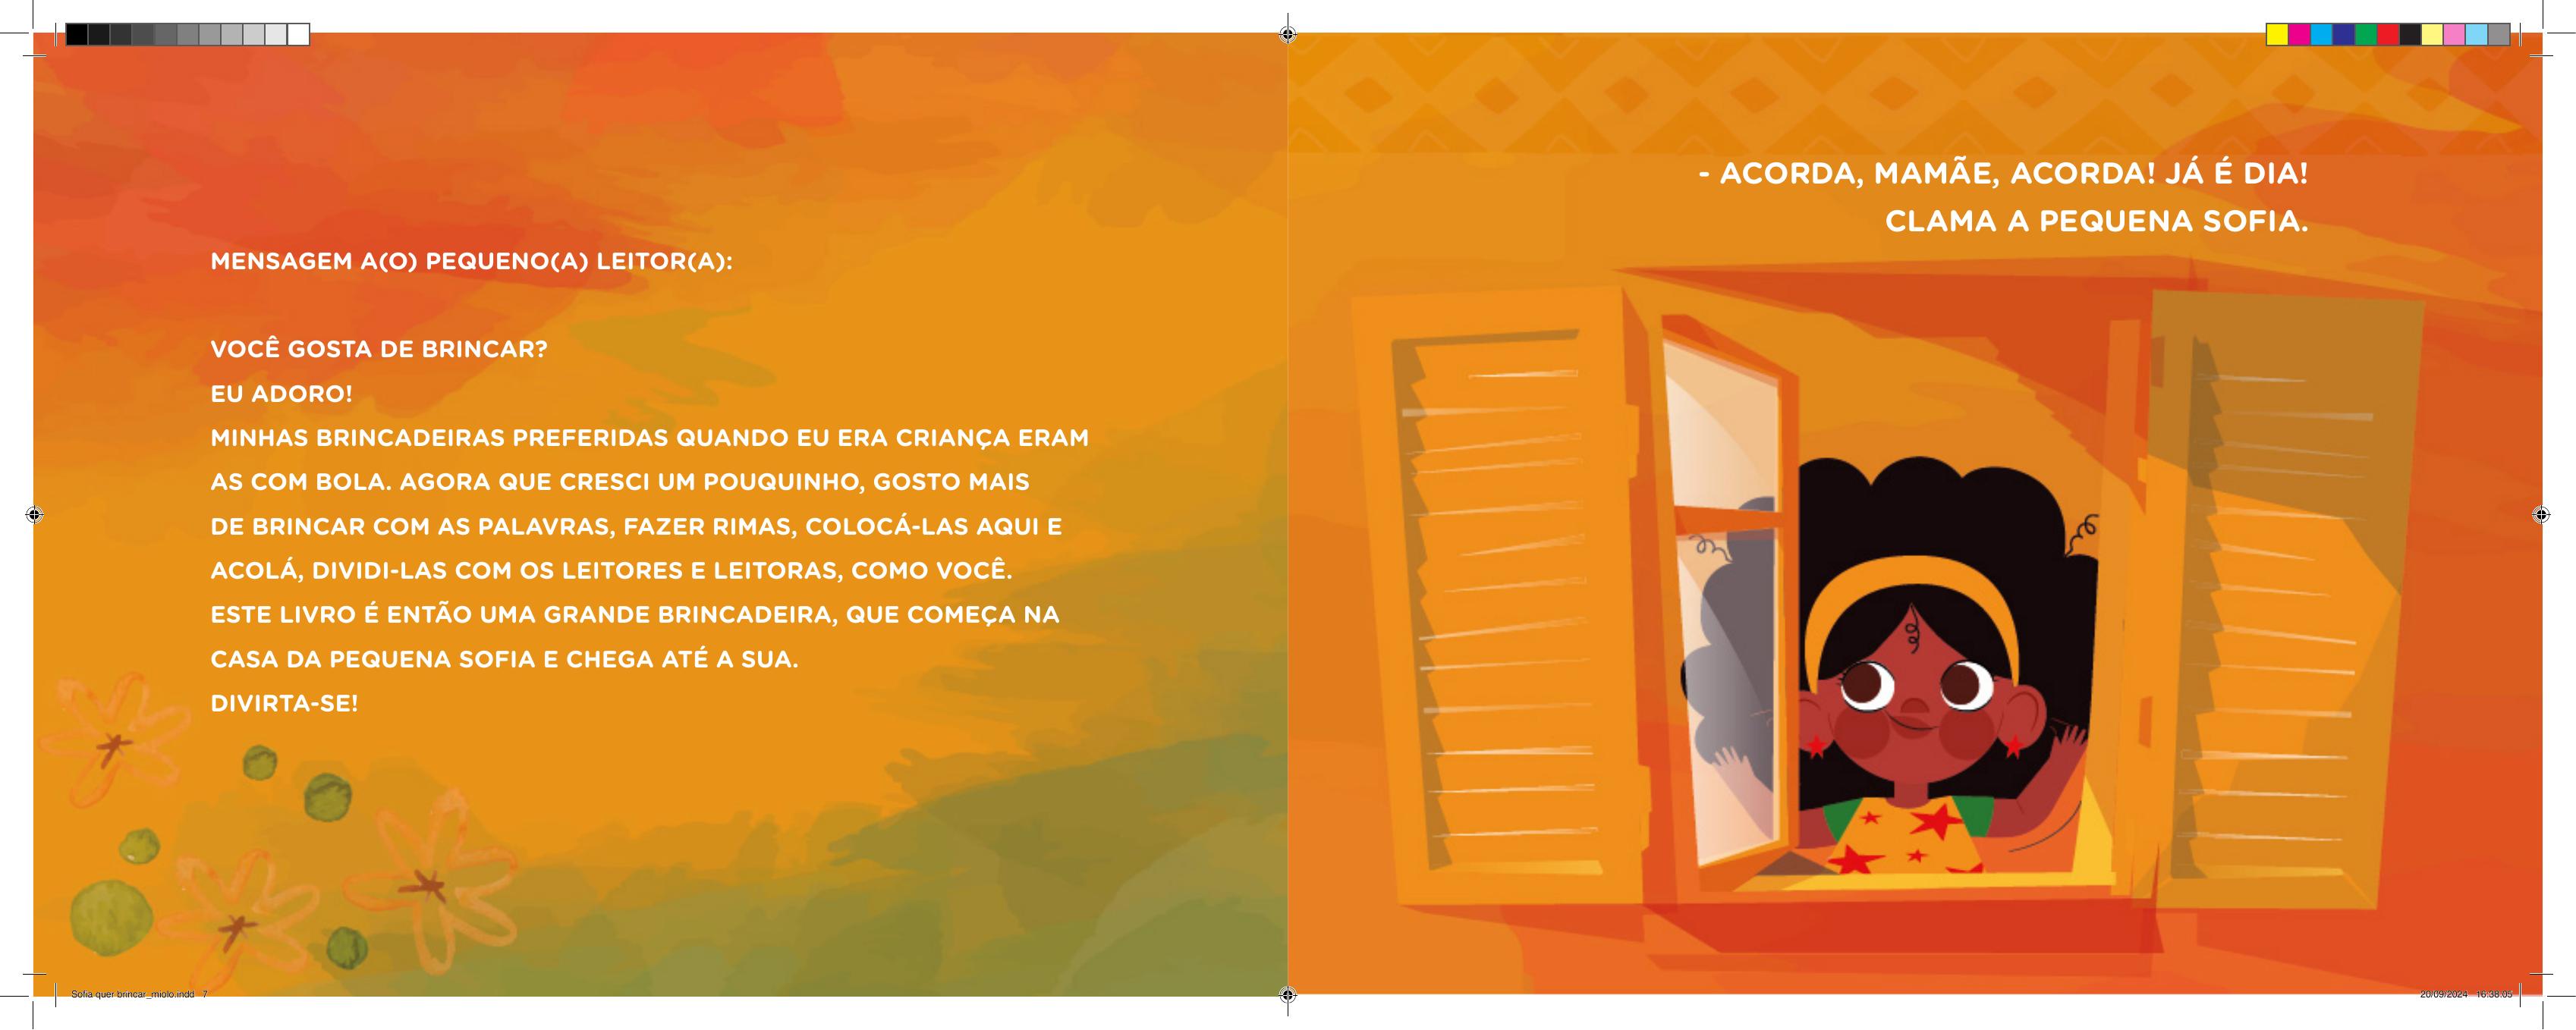 MENSAGEM A(O) PEQUENO(A) LEITOR(A):
VOCÊ GOSTA DE BRINCAR?
EU ADORO!
MINHAS BRINCADEIRAS PREFERIDAS QUANDO EU ERA CRIANÇA ERAM
AS COM BOLA. AGORA QUE CRESCI UM POUQUINHO, GOSTO MAIS
DE BRINCAR COM AS PALAVRAS, FAZER RIMAS, COLOCÁ-LAS AQUI E
ACOLÁ, DIVIDI-LAS COM OS LEITORES E LEITORAS, COMO VOCÊ.
ESTE LIVRO É ENTÃO UMA GRANDE BRINCADEIRA, QUE COMEÇA NA
CASA DA PEQUENA SOFIA E CHEGA ATÉ A SUA.
DIVIRTA-SE!
- ACORDA, MAMÃE, ACORDA! JÁ É DIA!
CLAMA A PEQUENA SOFIA.
Sofia quer brincar_miolo.indd 7
20/09/2024 16:38:05